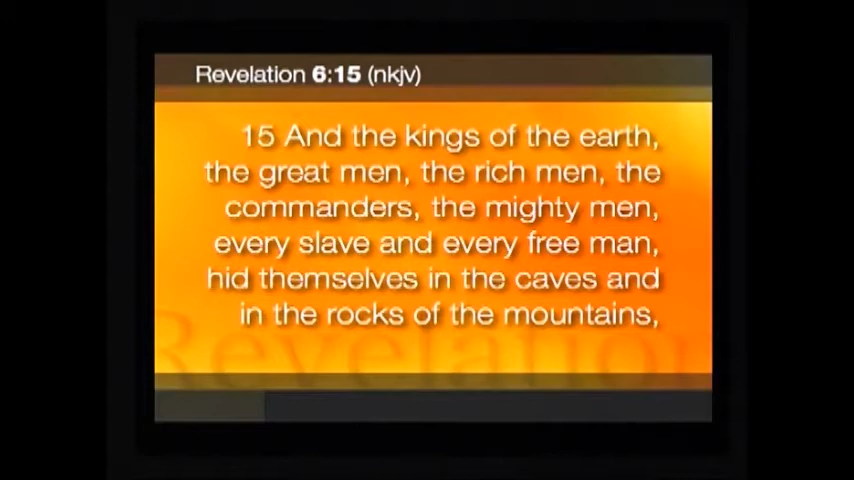 Revelation 6:15 (nkjv)
15 And the kings of the earth,
the great men, the rich men, the
commanders, the mighty men,
every slave and every free man,
hid themselves in the caves and
in the rocks of the mountains,
Revelation